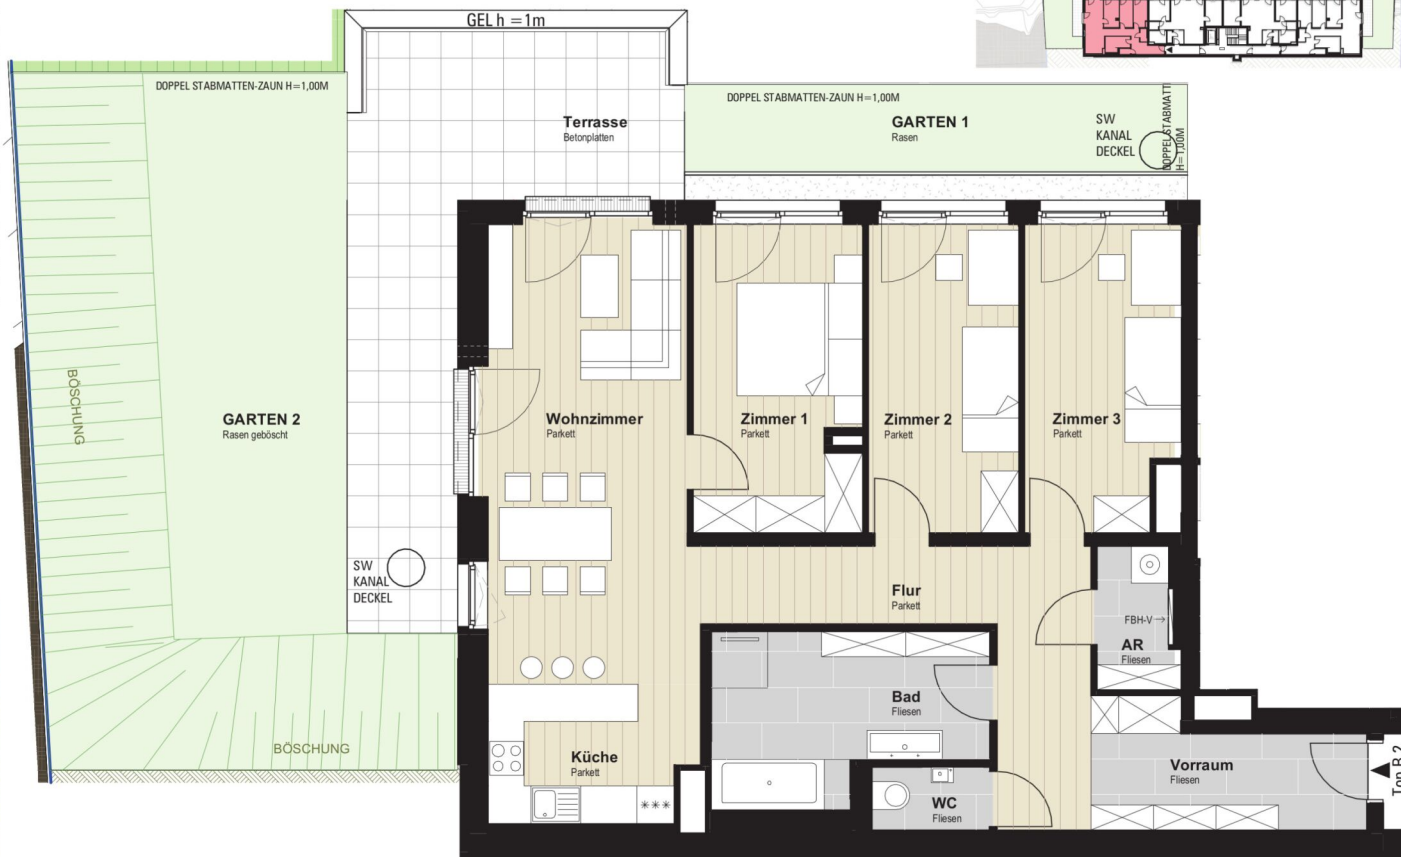 GEL h =1m
DOPPEL STABMATTEN-ZAUN H=1,00M
DOPPEL STABMATTEN-ZAUN H=1,00M
Terrasse
Betonplatten
GARTEN 1
Rasen
SW
KANAL
DECKEL
DOPPEL STABMATT
H=1,00M
BÖSCHUNG
GARTEN 2
Rasen geböscht
Wohnzimmer
Parkett
Zimmer 1
Parkett
Zimmer 2
Parkett
Zimmer 3
Parkett
SW
KANAL
DECKEL
Flur
Parkett
FBH-V
AR
Fliesen
Bad
Fliesen
BÖSCHUNG
Küche
Parkett
***
WC
Fliesen
Vorraum
Fliesen
Top B.2